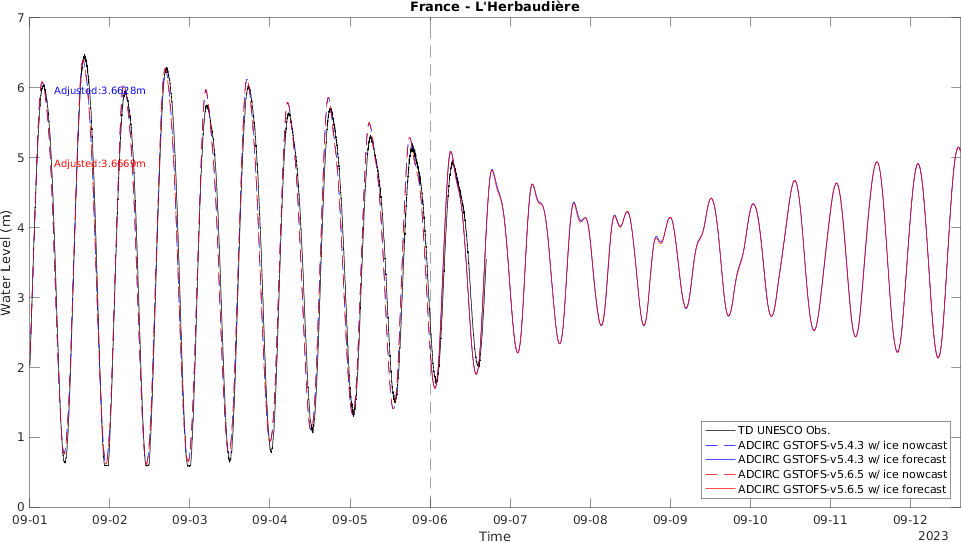 France - L'Herbaudière
Water Level (m)
7
6
5
4
3
2
1
0
Adjusted:3.6628m
Adjusted:3.6669m
TD UNESCO Obs.
ADCIRC GSTOFS-v5.4.3 w/ ice nowcast
ADCIRC GSTOFS-v5.4.3 w/ ice forecast
ADCIRC GSTOFS-v5.6.5 w/ ice nowcast
ADCIRC GSTOFS-v5.6.5 w/ ice forecast
09-01 09-02 09-03 09-04 09-05 09-06 09-07 09-08 09-09 09-10 09-11 09-12
Time
2023